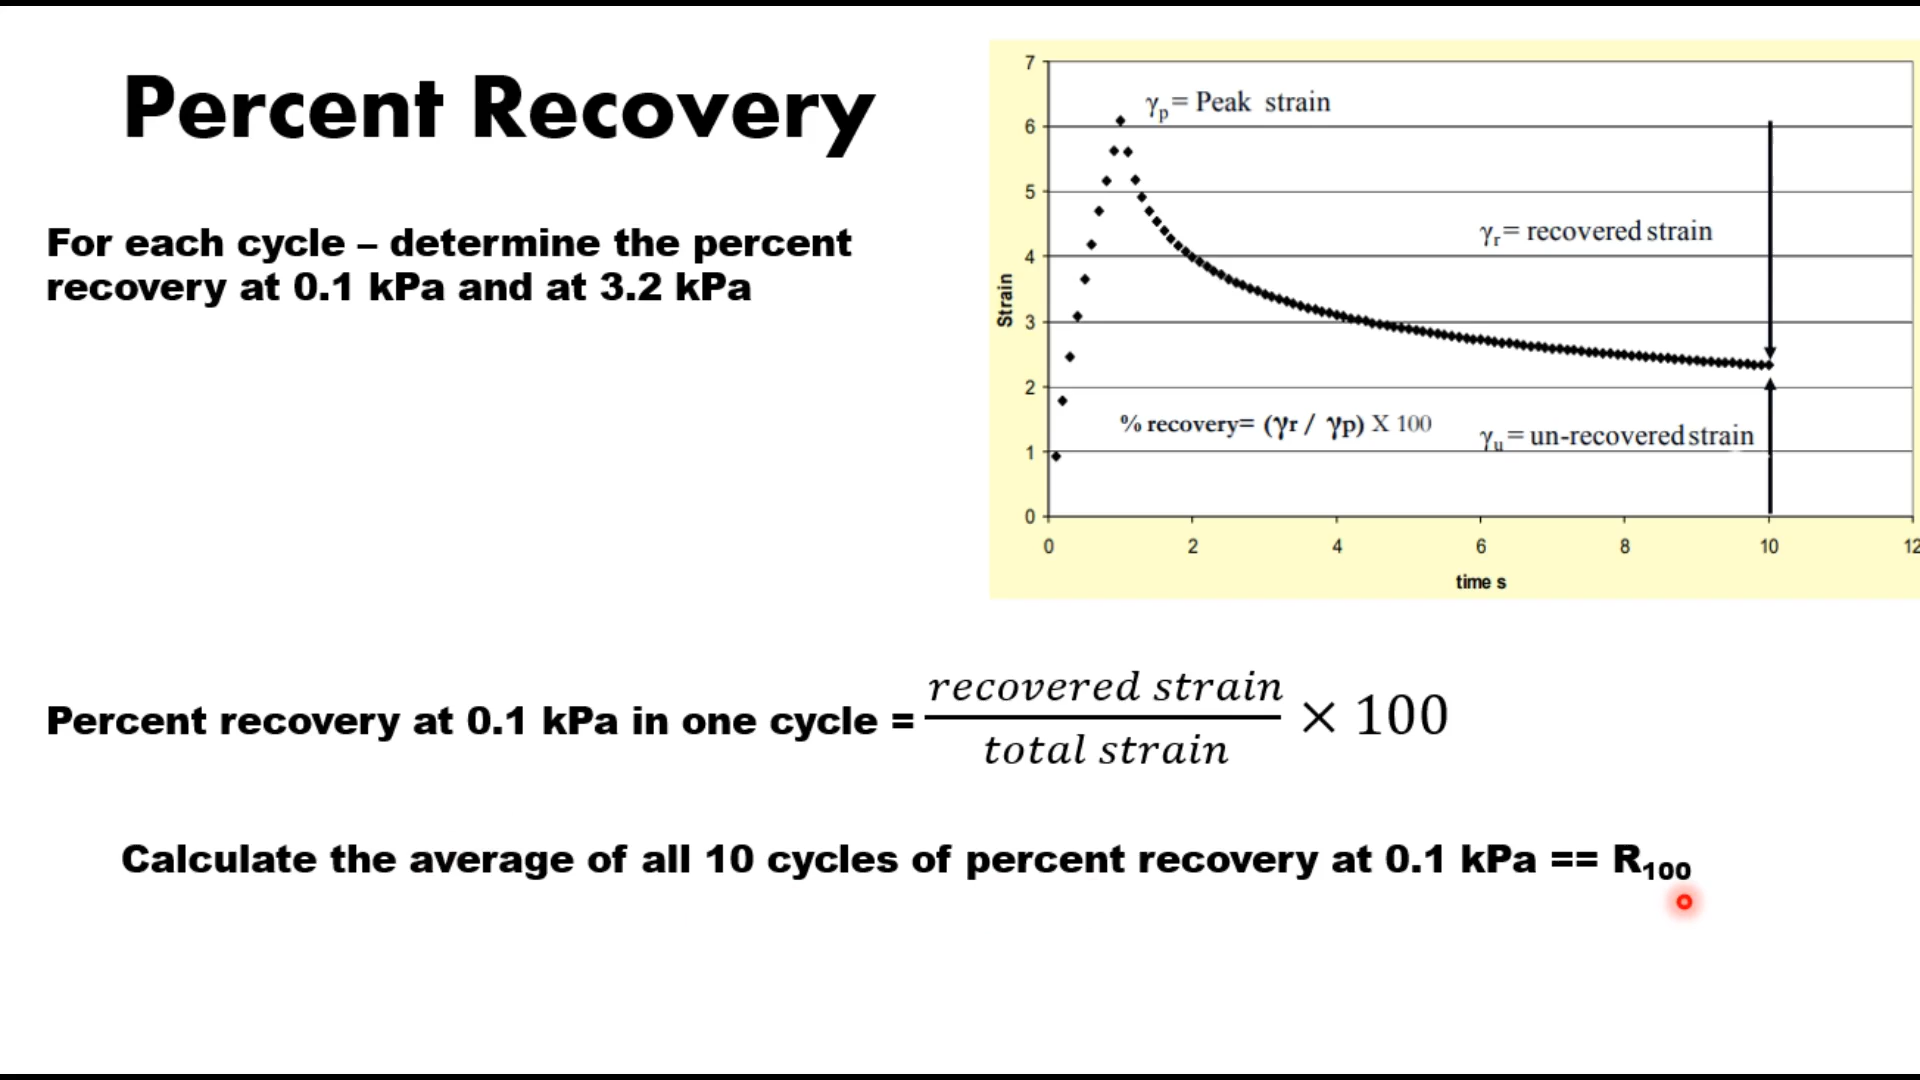 Percent Recovery
For each cycle – determine the percent
recovery at 0.1 kPa and at 3.2 kPa
7
6
5
4
3
2
1
0
Strain
γp= Peak strain
γr= recovered strain
% recovery= (γr / γp) X 100
γu= un-recovered strain
0 2 4 6 8 10 12
time s
Percent recovery at 0.1 kPa in one cycle = recovered strain / total strain × 100
Calculate the average of all 10 cycles of percent recovery at 0.1 kPa == R₁₀₀